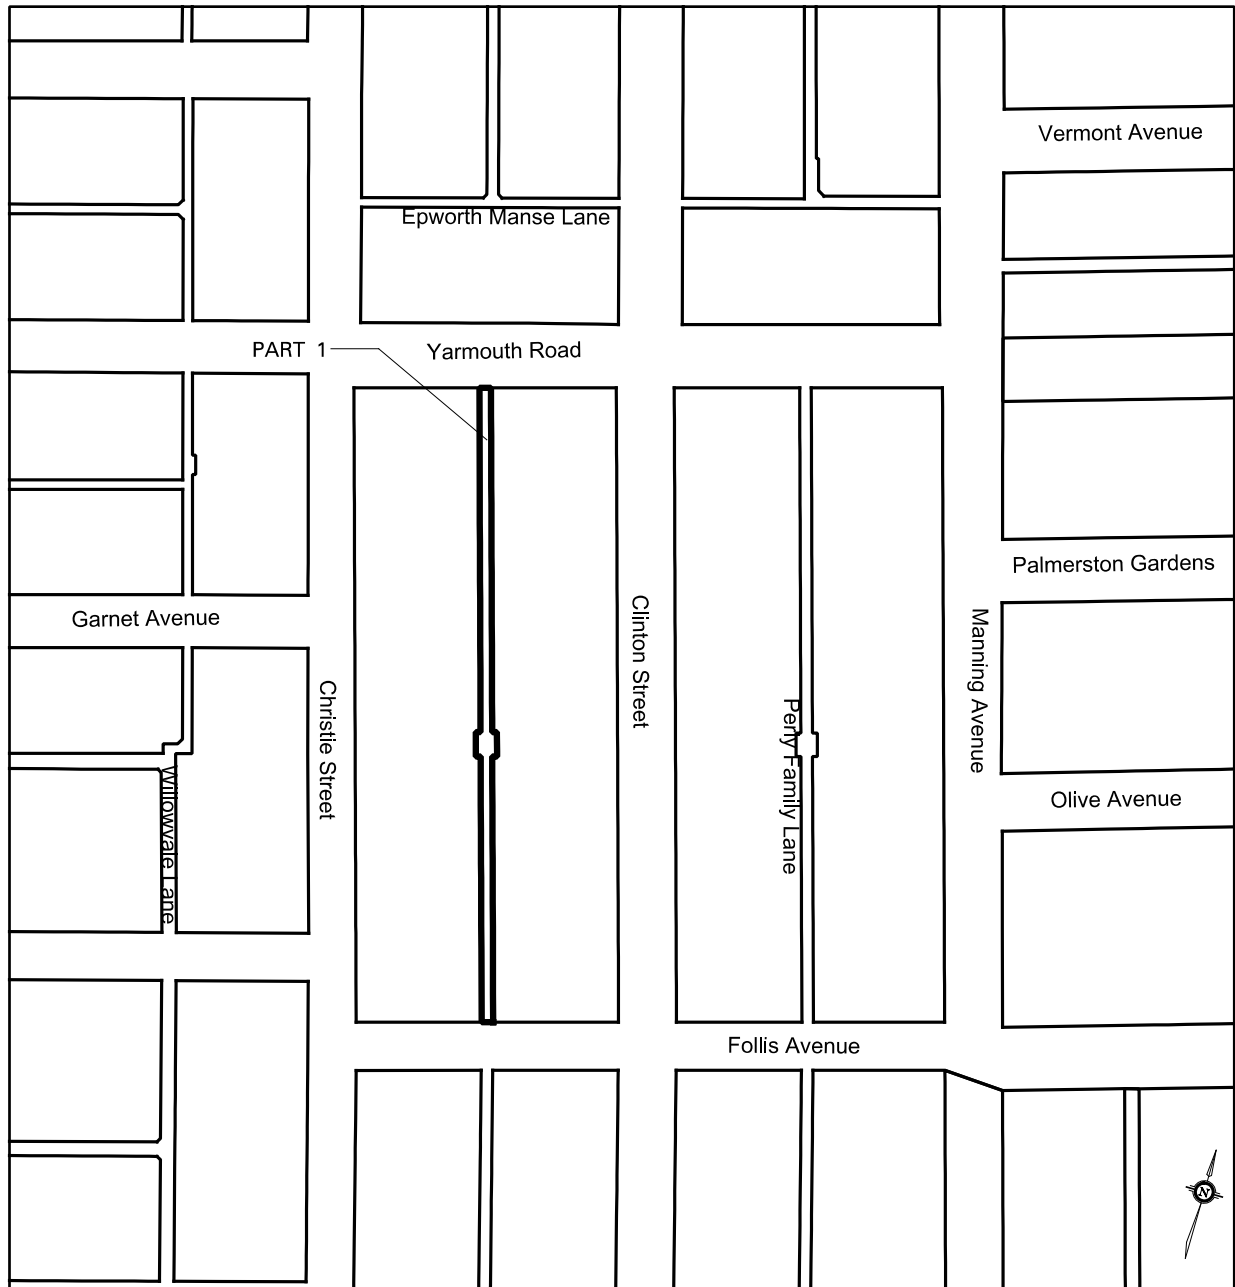 Vermont Avenue
Epworth Manse Lane
PART 1
Yarmouth Road
Palmerston Gardens
Garnet Avenue
Clinton Street
Manning Avenue
Christie Street
Perly Family Lane
Willowvale Lane
Olive Avenue
Follis Avenue
N